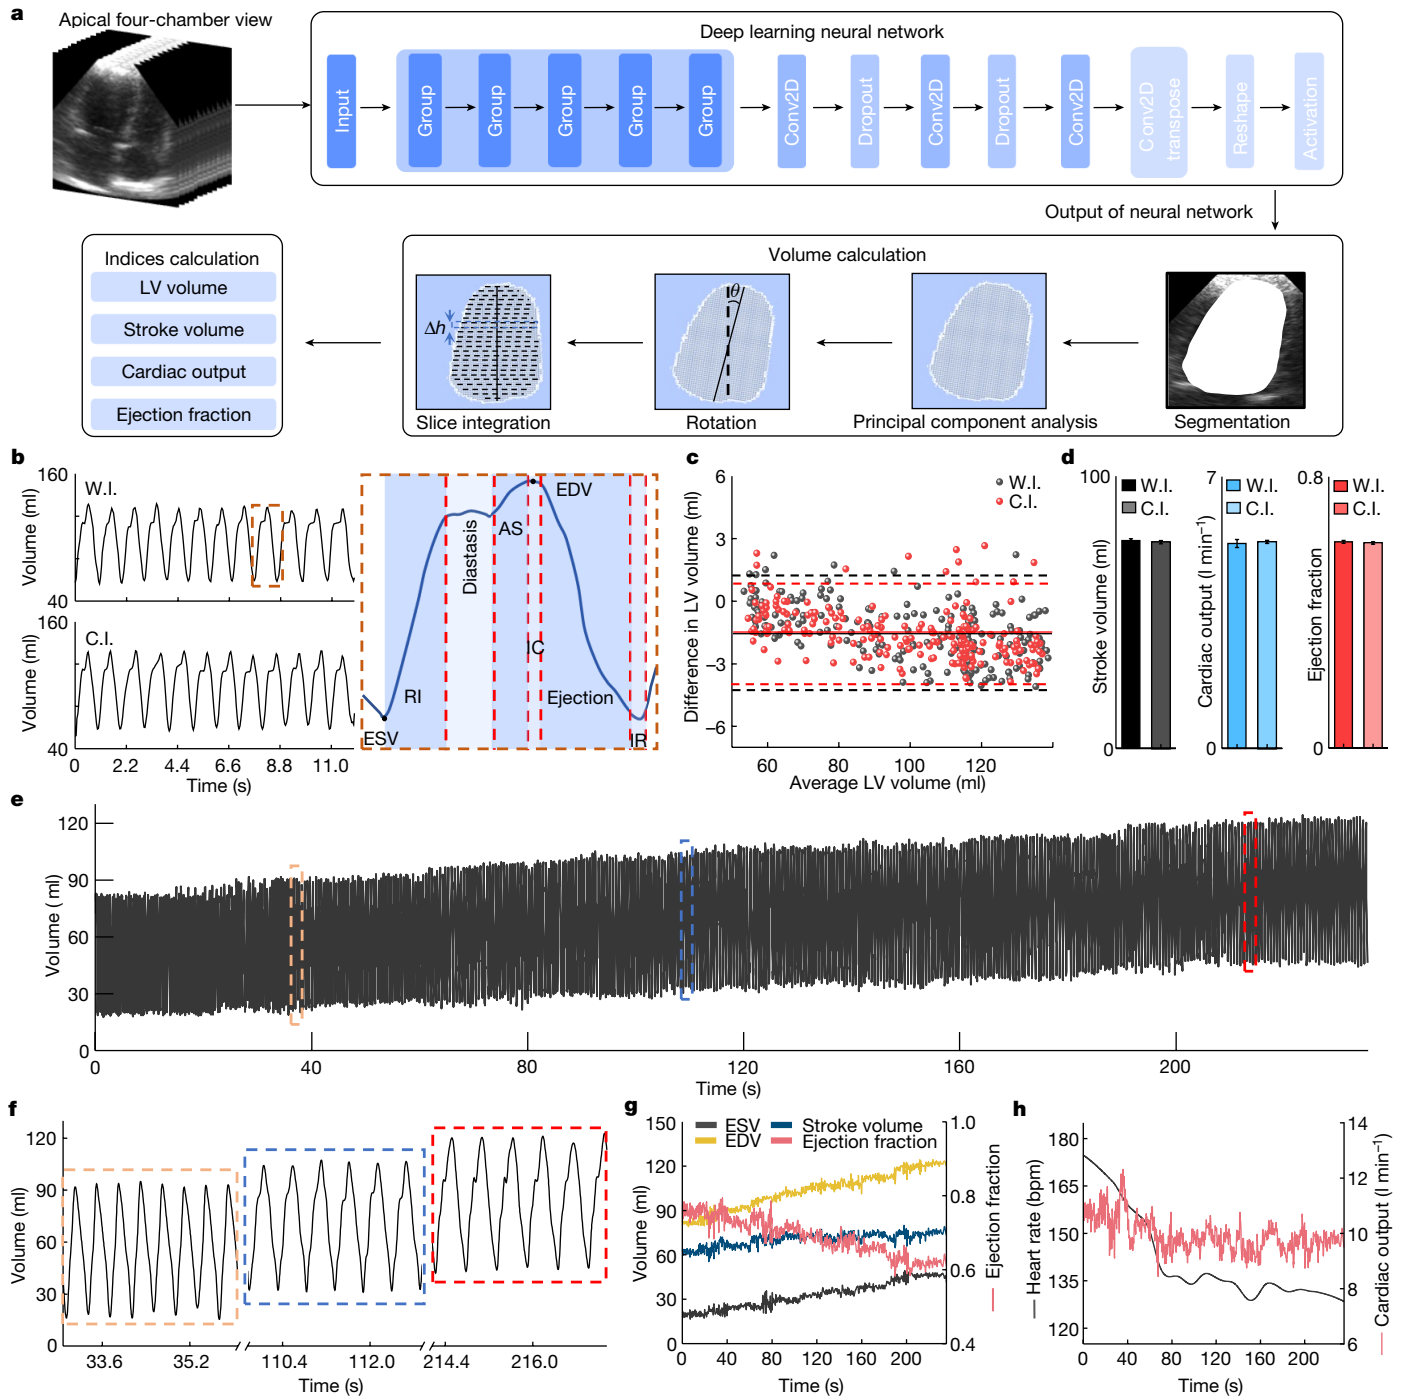 a
Apical four-chamber view
Deep learning neural network
Input
Group
Group
Group
Group
Group
Conv2D
Dropout
Conv2D
Dropout
Conv2D
Conv2D transpose
Reshape
Activation
Output of neural network
Indices calculation
LV volume
Stroke volume
Cardiac output
Ejection fraction
Volume calculation
Δh
θ
Slice integration
Rotation
Principal component analysis
Segmentation
b
160
W.I.
Volume (ml)
40
160
C.I.
Volume (ml)
40
0 2.2 4.4 6.6 8.8 11.0
Time (s)
ESV
RI
Diastasis
AS
EDV
IC
Ejection
IR
c
6
3
0
−3
−6
Difference in LV volume (ml)
W.I.
C.I.
60 80 100 120
Average LV volume (ml)
d
100
Stroke volume (ml)
0
W.I.
C.I.
7
Cardiac output (l min⁻¹)
0
W.I.
C.I.
0.8
Ejection fraction
0
W.I.
C.I.
e
120
90
60
30
0
Volume ( ml)
0 40 80 120 160 200
Time (s)
f
120
90
60
30
0
Volume (ml)
33.6 35.2 110.4 112.0 214.4 216.0
Time (s)
g
150
120
90
60
30
0
Volume (ml)
ESV
EDV
Stroke volume
Ejection fraction
1.0
0.8
0.6
0.4
Ejection fraction
0 40 80 120 160 200
Time (s)
h
180
165
150
135
120
Heart rate (bpm)
14
12
10
8
6
Cardiac output (l min⁻¹)
0 40 80 120 160 200
Time (s)